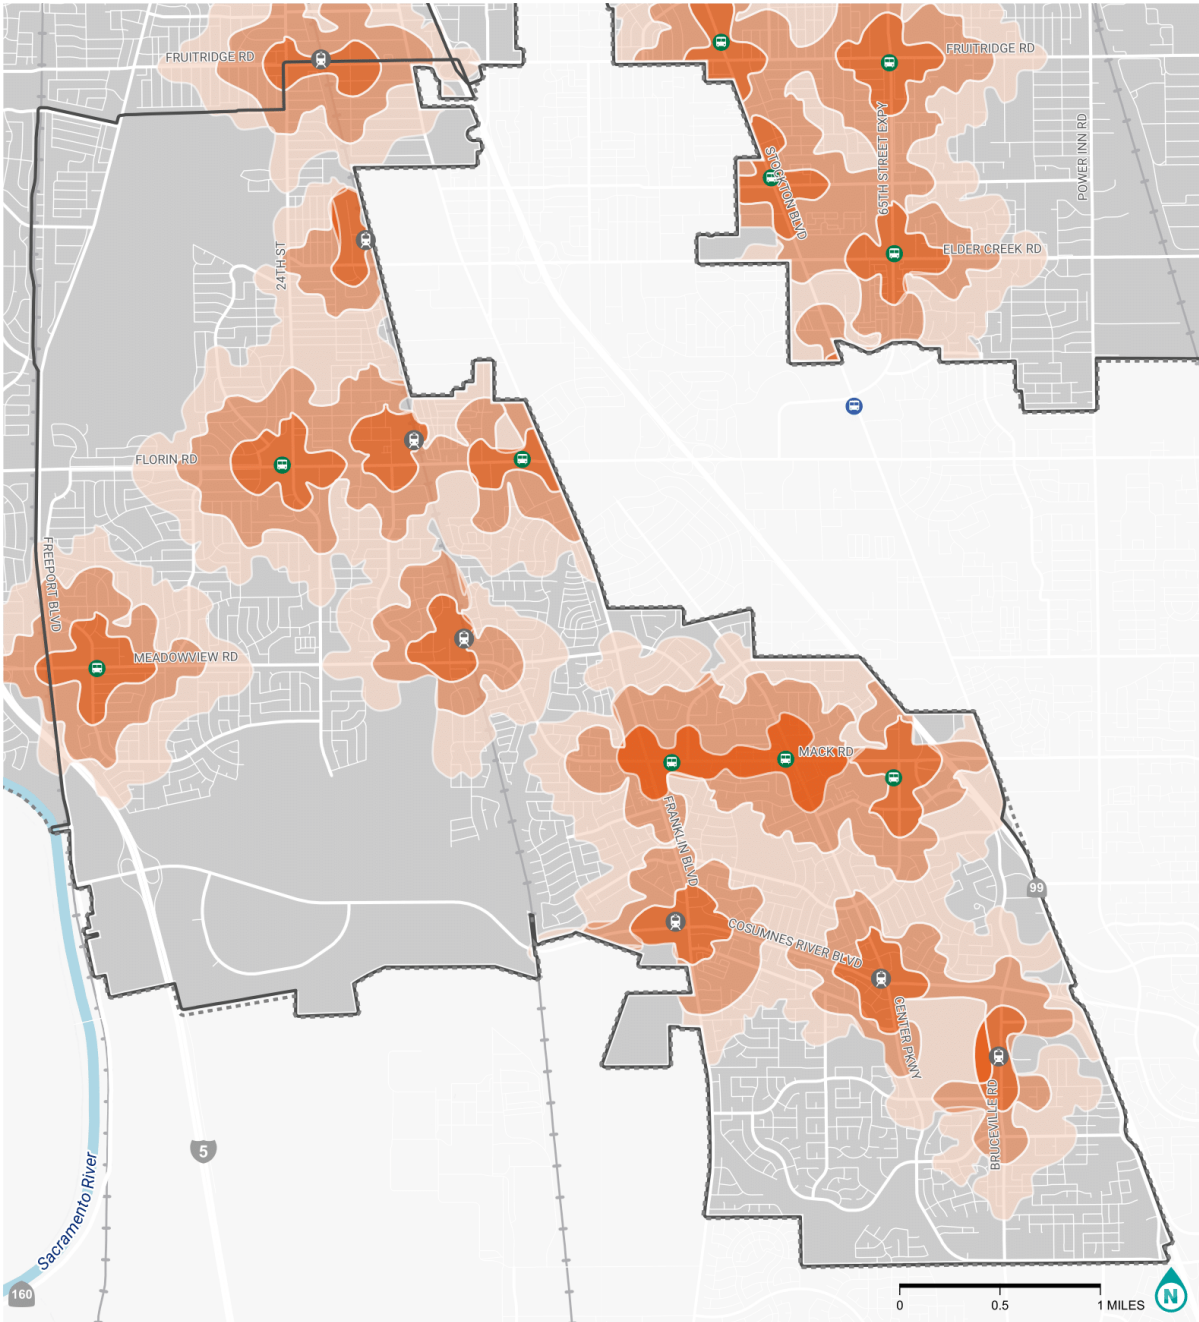 FRUITRIDGE RD
FRUITRIDGE RD
STOCKTON BLVD
65TH STREET EXPY
POWER INN RD
24TH ST
ELDER CREEK RD
FLORIN RD
FREEPORT BLVD
MEADOWVIEW RD
MACK RD
FRANKLIN BLVD
99
COSUMNES RIVER BLVD
CENTER PKWY
BRUCEVILLE RD
5
Sacramento River
160
0 0.5 1 MILES
N